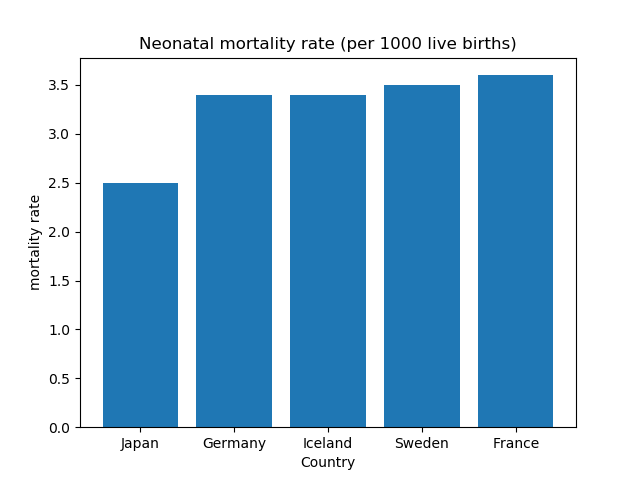 Neonatal mortality rate (per 1000 live births)
mortality rate
3.5
3.0
2.5
2.0
1.5
1.0
0.5
0.0
Japan Germany Iceland Sweden France
Country